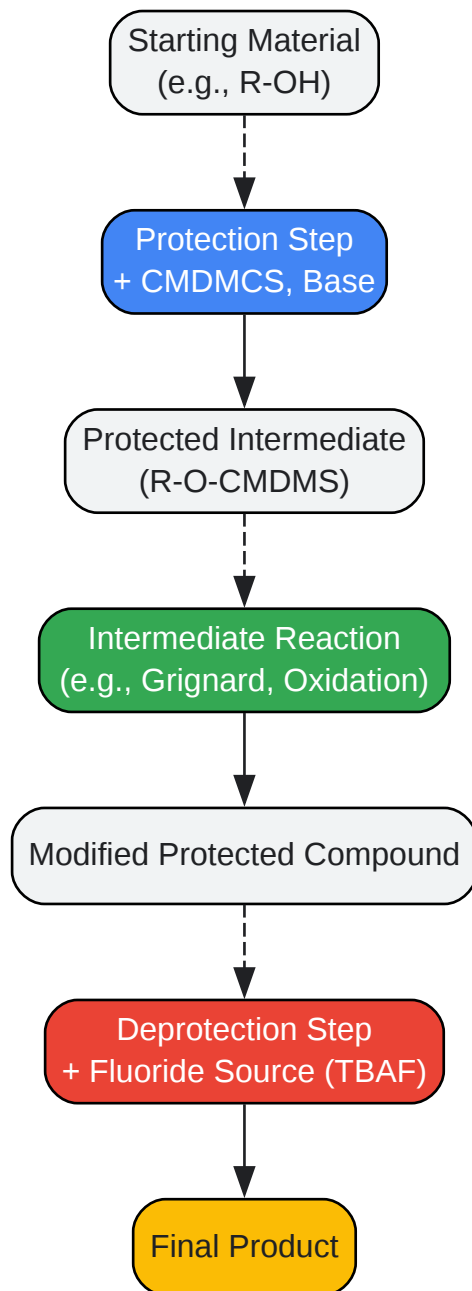 Starting Material
(e.g., R-OH)
Protection Step
+ CMDMCS, Base
Protected Intermediate
(R-O-CMDMS)
Intermediate Reaction
(e.g., Grignard, Oxidation)
Modified Protected Compound
Deprotection Step
+ Fluoride Source (TBAF)
Final Product